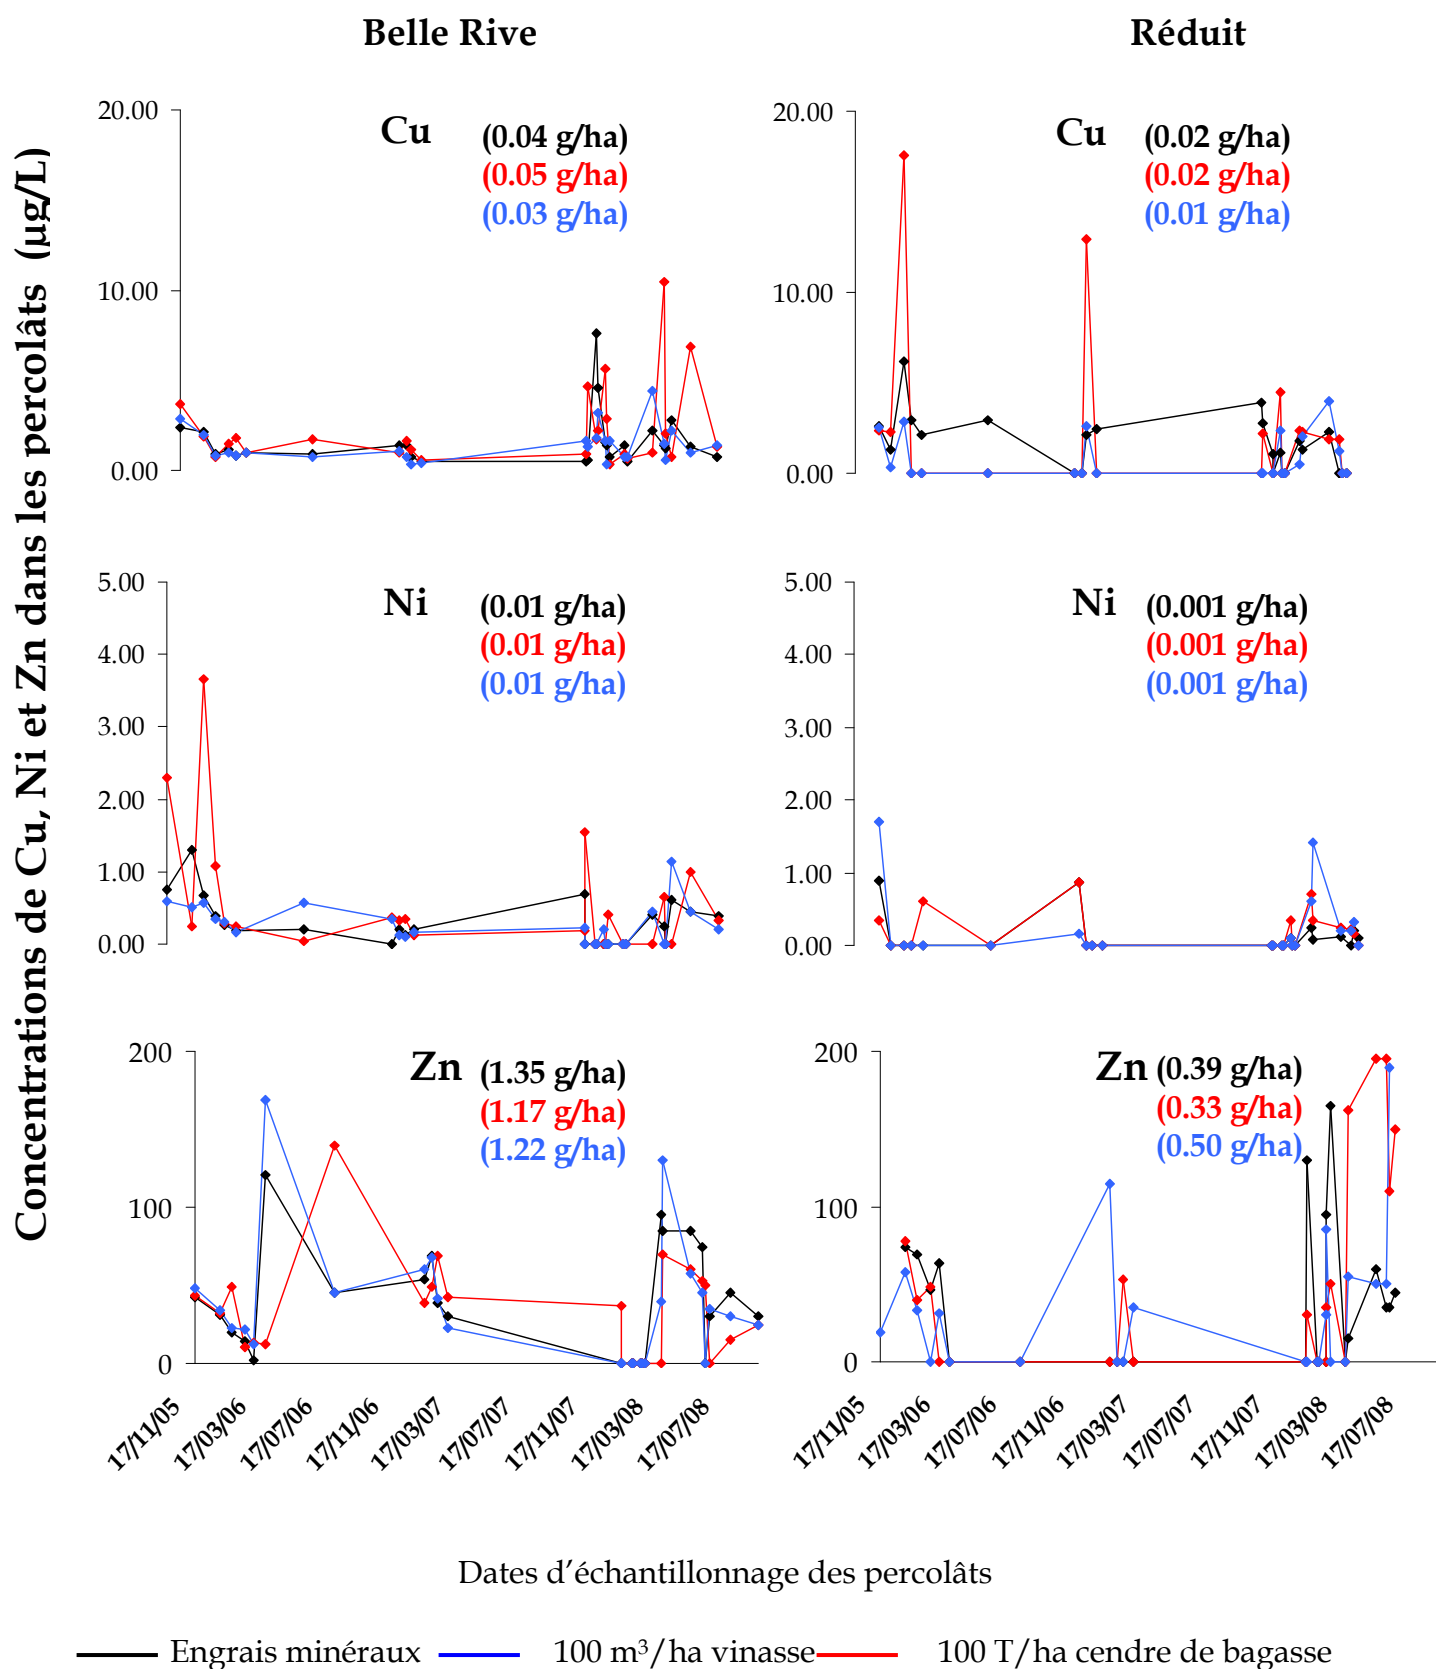 Belle Rive
Réduit
Concentrations de Cu, Ni et Zn dans les percolâts (µg/L)
20.00
10.00
0.00
Cu
(0.04 g/ha)
(0.05 g/ha)
(0.03 g/ha)
20.00
10.00
0.00
Cu
(0.02 g/ha)
(0.02 g/ha)
(0.01 g/ha)
5.00
4.00
3.00
2.00
1.00
0.00
Ni
(0.01 g/ha)
(0.01 g/ha)
(0.01 g/ha)
5.00
4.00
3.00
2.00
1.00
0.00
Ni
(0.001 g/ha)
(0.001 g/ha)
(0.001 g/ha)
200
100
0
Zn (1.35 g/ha)
(1.17 g/ha)
(1.22 g/ha)
17/11/05
17/03/06
17/07/06
17/11/06
17/03/07
17/07/07
17/11/07
17/03/08
17/07/08
200
100
0
Zn (0.39 g/ha)
(0.33 g/ha)
(0.50 g/ha)
17/11/05
17/03/06
17/07/06
17/11/06
17/03/07
17/07/07
17/11/07
17/03/08
17/07/08
Dates d'échantillonnage des percolâts
Engrais minéraux 100 m³/ha vinasse 100 T/ha cendre de bagasse